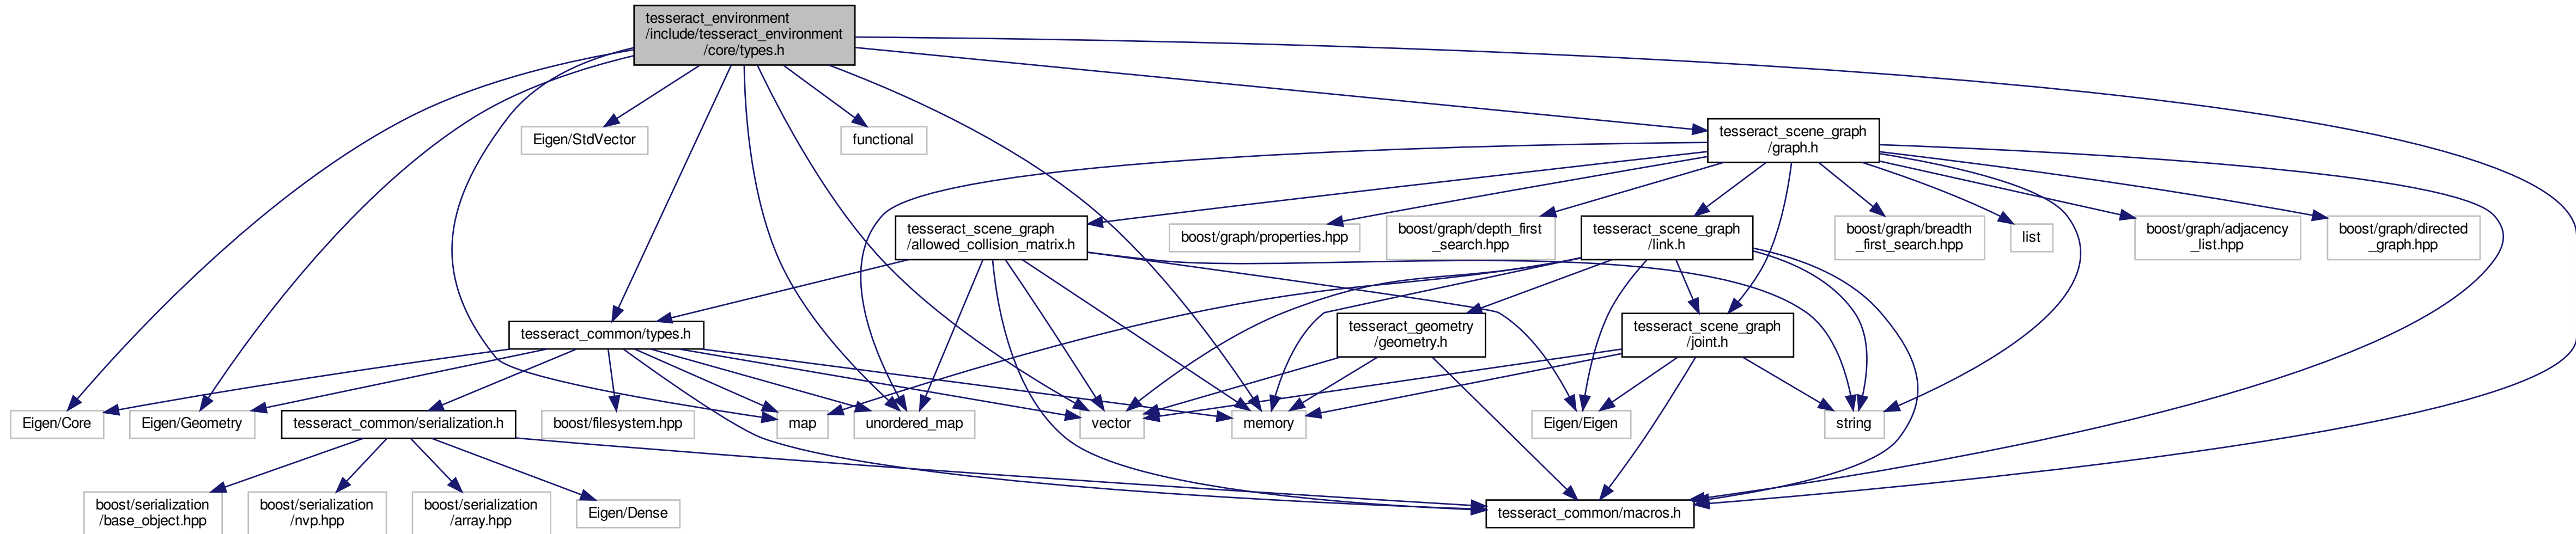 tesseract_environment
/include/tesseract_environment
/core/types.h
Eigen/StdVector
functional
tesseract_scene_graph
/graph.h
tesseract_scene_graph
/allowed_collision_matrix.h
boost/graph/properties.hpp
boost/graph/depth_first
_search.hpp
tesseract_scene_graph
/link.h
boost/graph/breadth
_first_search.hpp
list
boost/graph/adjacency
_list.hpp
boost/graph/directed
_graph.hpp
tesseract_common/types.h
tesseract_geometry
/geometry.h
tesseract_scene_graph
/joint.h
Eigen/Core
Eigen/Geometry
tesseract_common/serialization.h
boost/filesystem.hpp
map
unordered_map
vector
memory
Eigen/Eigen
string
boost/serialization
/base_object.hpp
boost/serialization
/nvp.hpp
boost/serialization
/array.hpp
Eigen/Dense
tesseract_common/macros.h